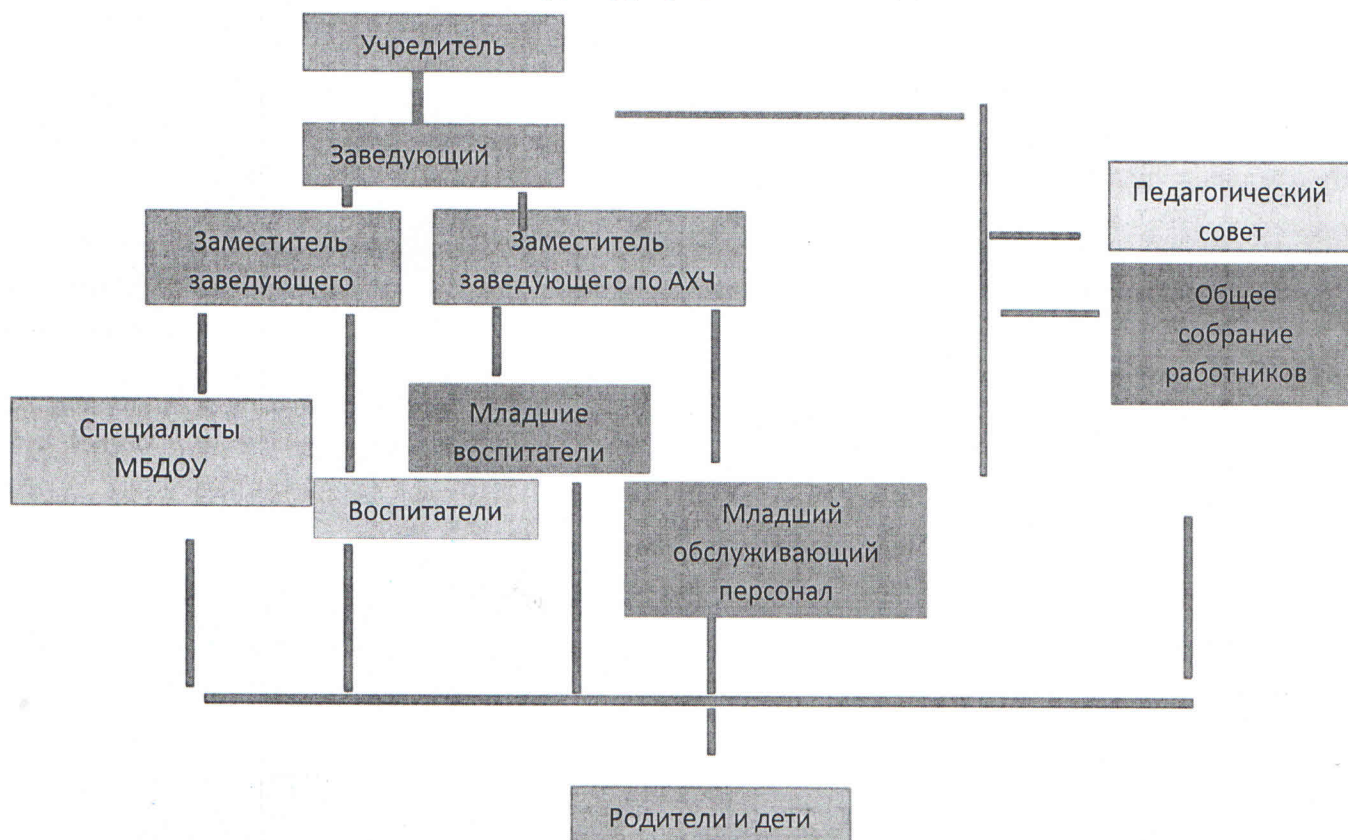 Учредитель
Заведующий
Педагогический
совет
Заместитель
заведующего
Заместитель
заведующего по АХЧ
Общее
собрание
работников
Специалисты
МБДОУ
Младшие
воспитатели
Воспитатели
Младший
обслуживающий
персонал
Родители и дети